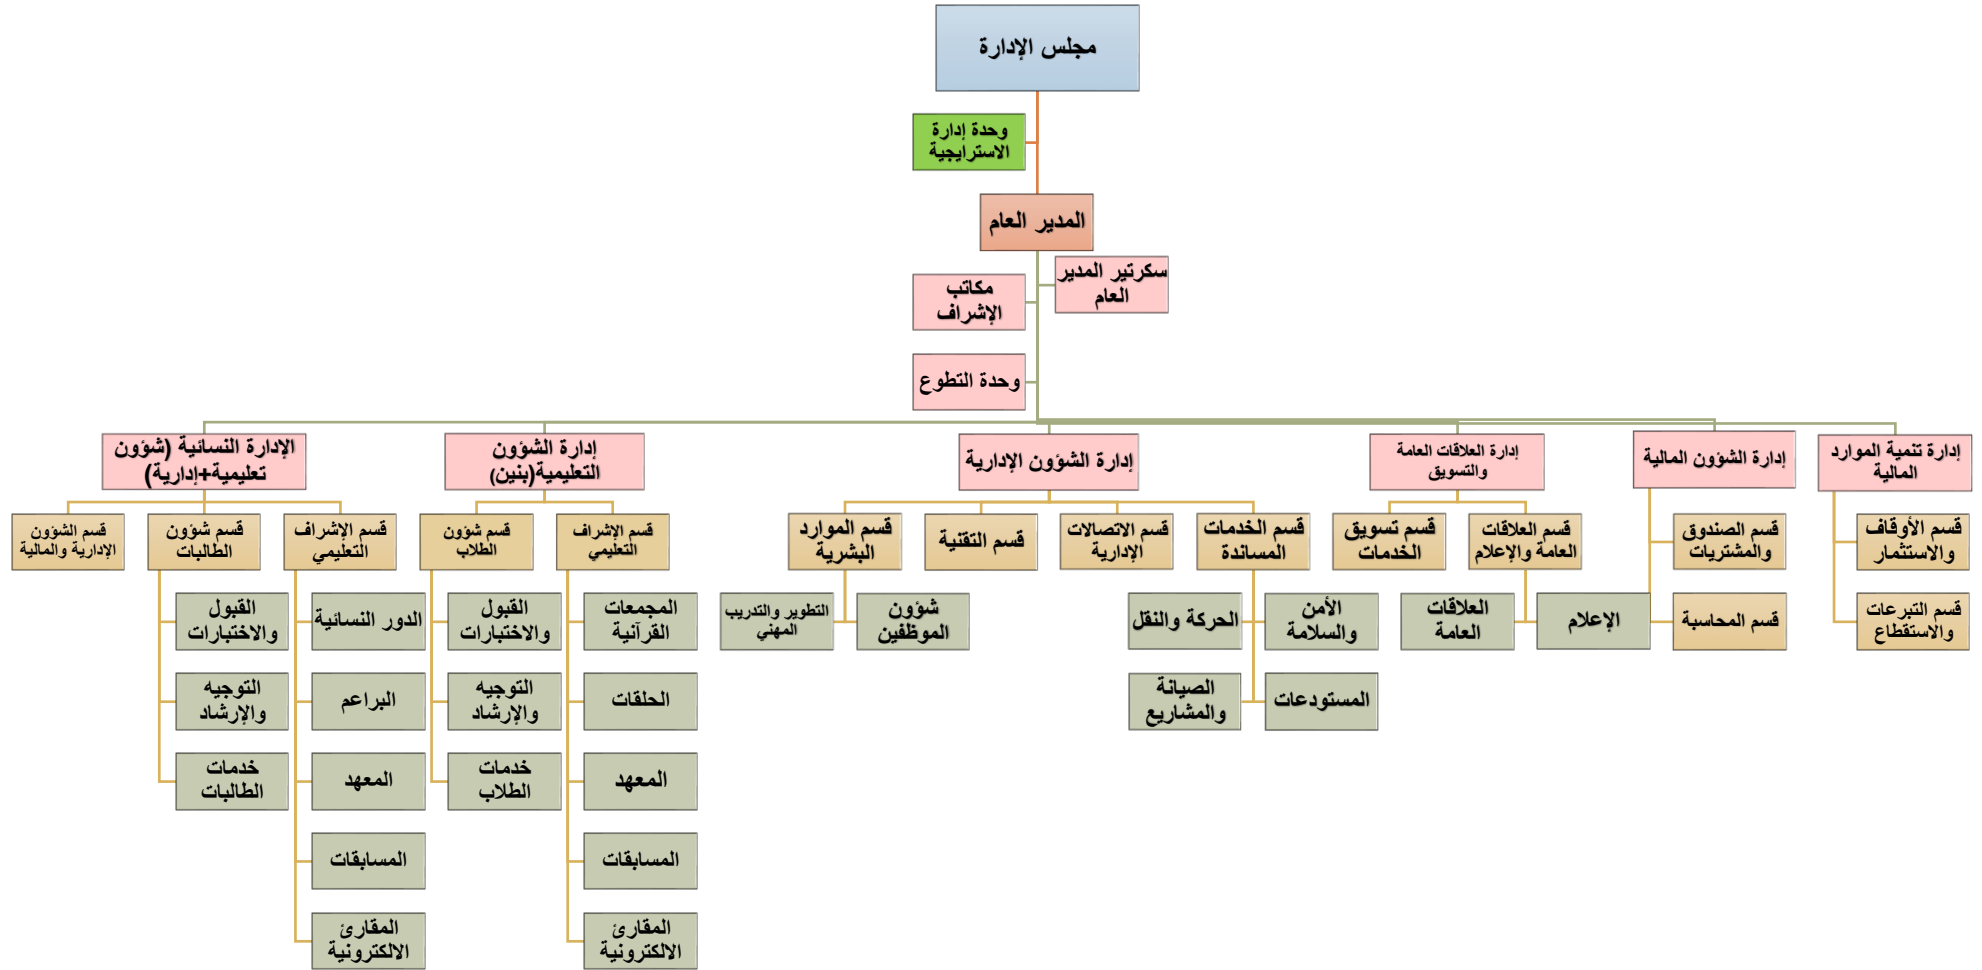 مجلس الإدارة
وحدة إدارة
الاسترايجية
المدير العام
سكرتير المدير
العام
مكاتب
الإشراف
وحدة التطوع
إدارة تنمية الموارد
المالية
إدارة الشؤون المالية
إدارة العلاقات العامة
والتسويق
إدارة الشؤون الإدارية
إدارة الشؤون
التعليمية(بنين)
الإدارة النسائية (شؤون
تعليمية+إدارية)
قسم الأوقاف
والاستثمار
قسم الصندوق
والمشتريات
قسم العلاقات
العامة والإعلام
قسم تسويق
الخدمات
قسم الخدمات
المساندة
قسم الاتصالات
الإدارية
قسم التقنية
قسم الموارد
البشرية
قسم الإشراف
التعليمي
قسم شؤون
الطلاب
قسم الإشراف
التعليمي
قسم شؤون
الطالبات
قسم الشؤون
الإدارية والمالية
قسم التبرعات
والاستقطاع
قسم المحاسبة
الإعلام
العلاقات
العامة
الأمن
والسلامة
الحركة والنقل
شؤون
الموظفين
التطوير والتدريب
المهني
المجمعات
القرآنية
القبول
والاختبارات
الدور النسائية
القبول
والاختبارات
المستودعات
الصيانة
والمشاريع
الحلقات
التوجيه
والإرشاد
البراعم
التوجيه
والإرشاد
المعهد
خدمات
الطلاب
المعهد
خدمات
الطالبات
المسابقات
المسابقات
المقارئ
الالكترونية
المقارئ
الالكترونية